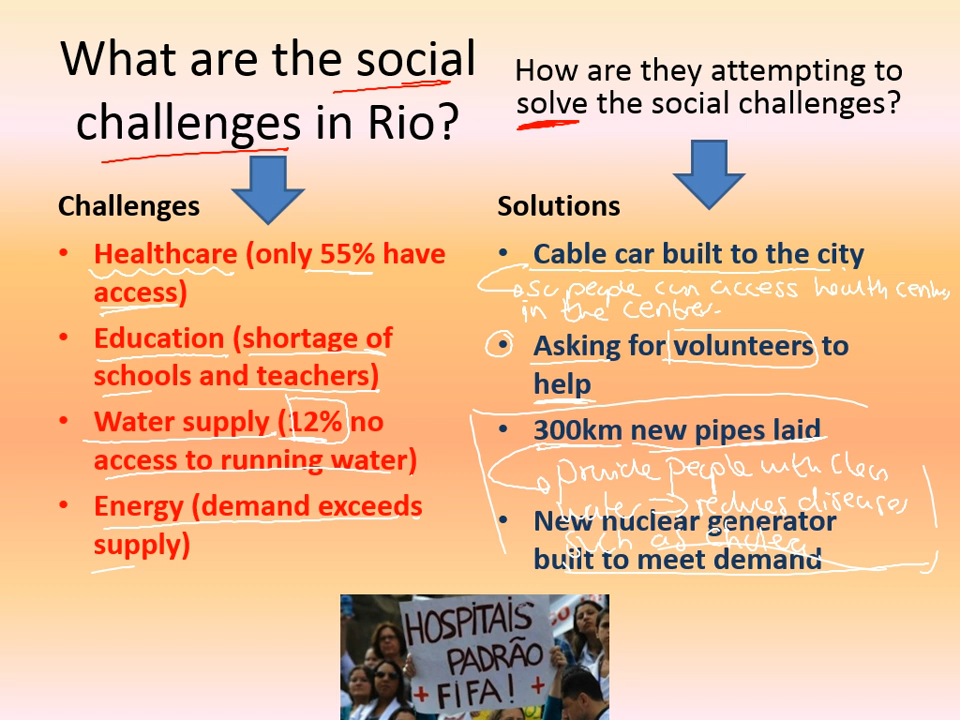 What are the social
challenges in Rio?
How are they attempting to
solve the social challenges?
Challenges
• Healthcare (only 55% have
access)
• Education (shortage of
schools and teachers)
• Water supply (12% no
access to running water)
• Energy (demand exceeds
supply)
Solutions
• Cable car built to the city
so people can access health
in the centre.
• Asking for volunteers to
help
• 300km new pipes laid
provide people with clean
water → reduces diseases
such as cholera
• New nuclear generator
built to meet demand
HOSPITAIS
PADRÃO
+ FIFA! +